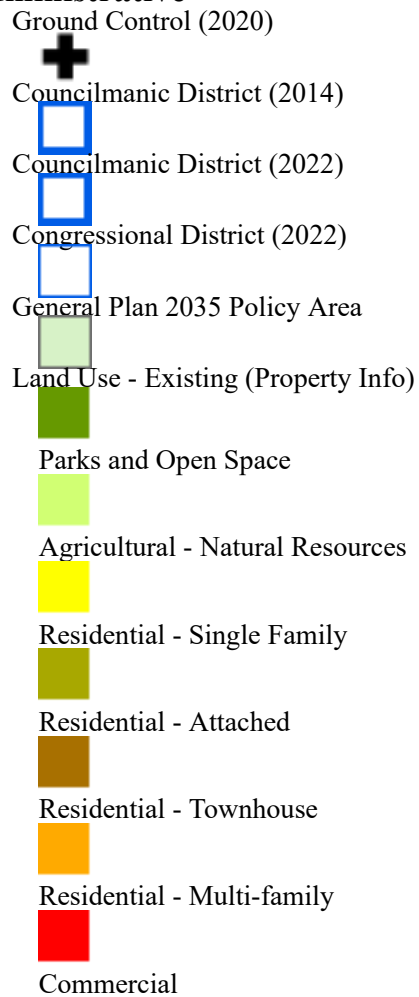 Ground Control (2020)
Councilmanic District (2014)
Councilmanic District (2022)
Congressional District (2022)
General Plan 2035 Policy Area
Land Use - Existing (Property Info)
Parks and Open Space
Agricultural - Natural Resources
Residential - Single Family
Residential - Attached
Residential - Townhouse
Residential - Multi-family
Commercial